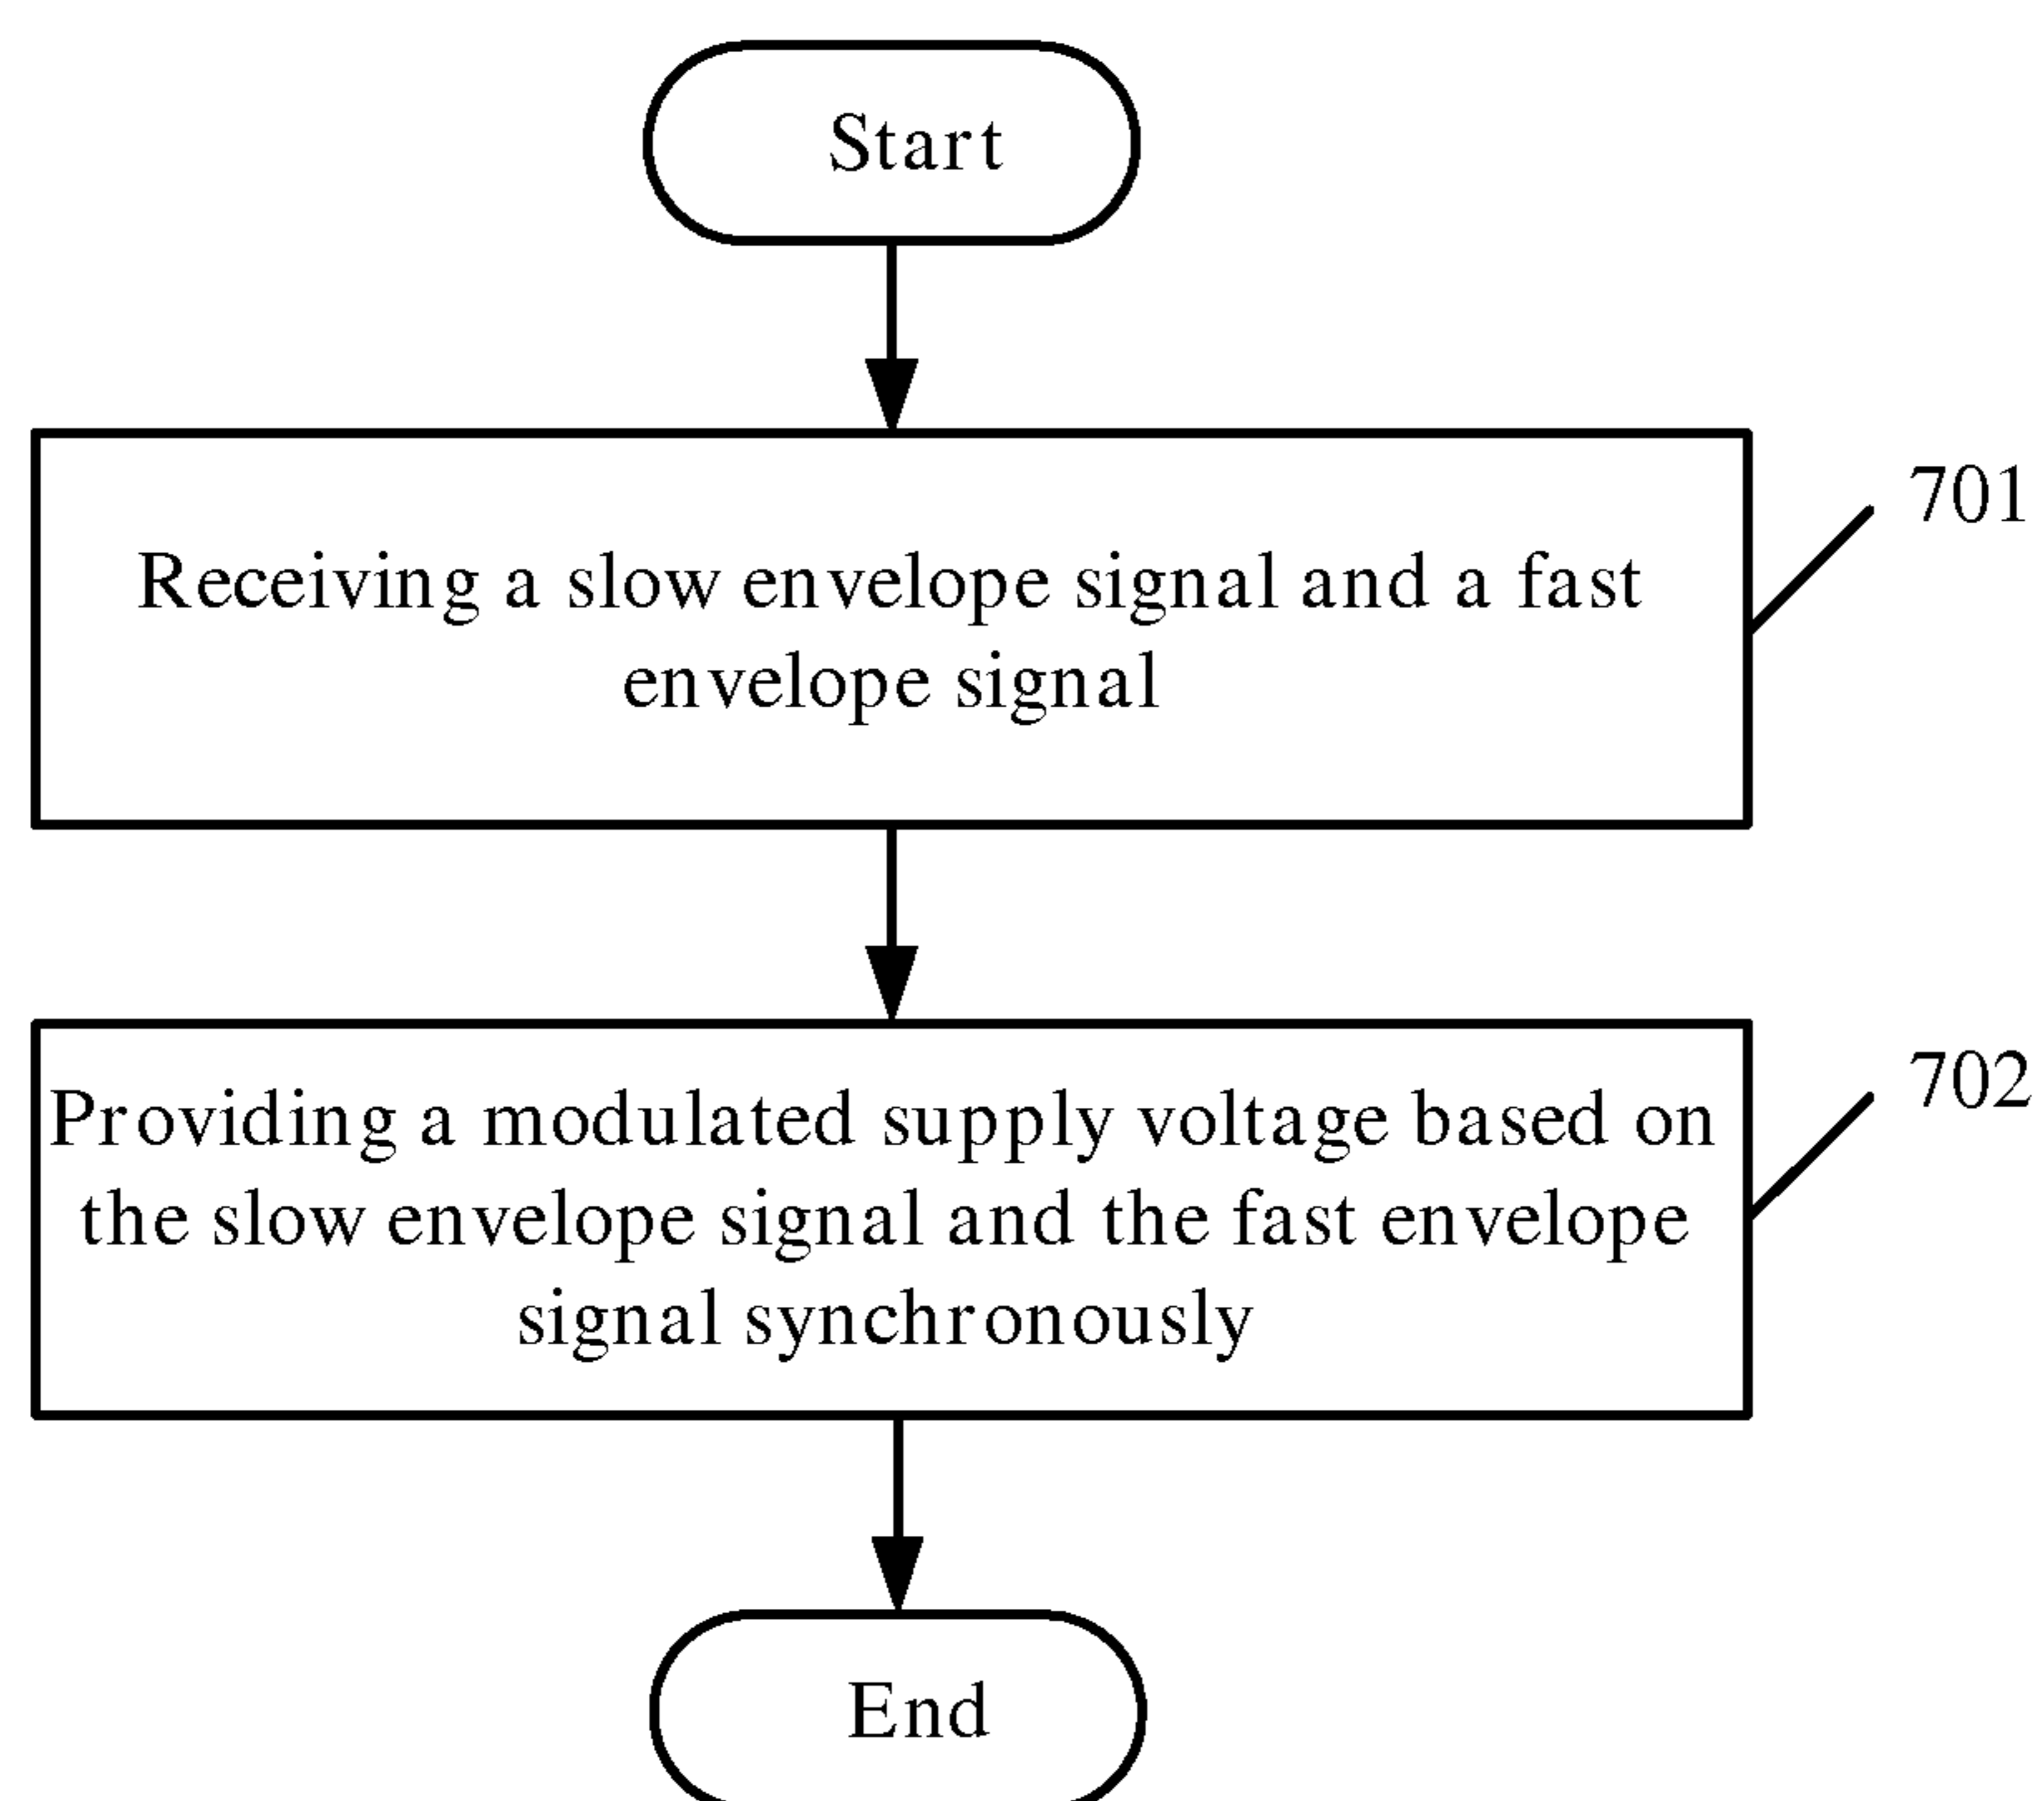 Start
701
Receiving a slow envelope signal and a fast
envelope signal
702
Providing a modulated supply voltage based on
the slow envelope signal and the fast envelope
signal synchronously
End